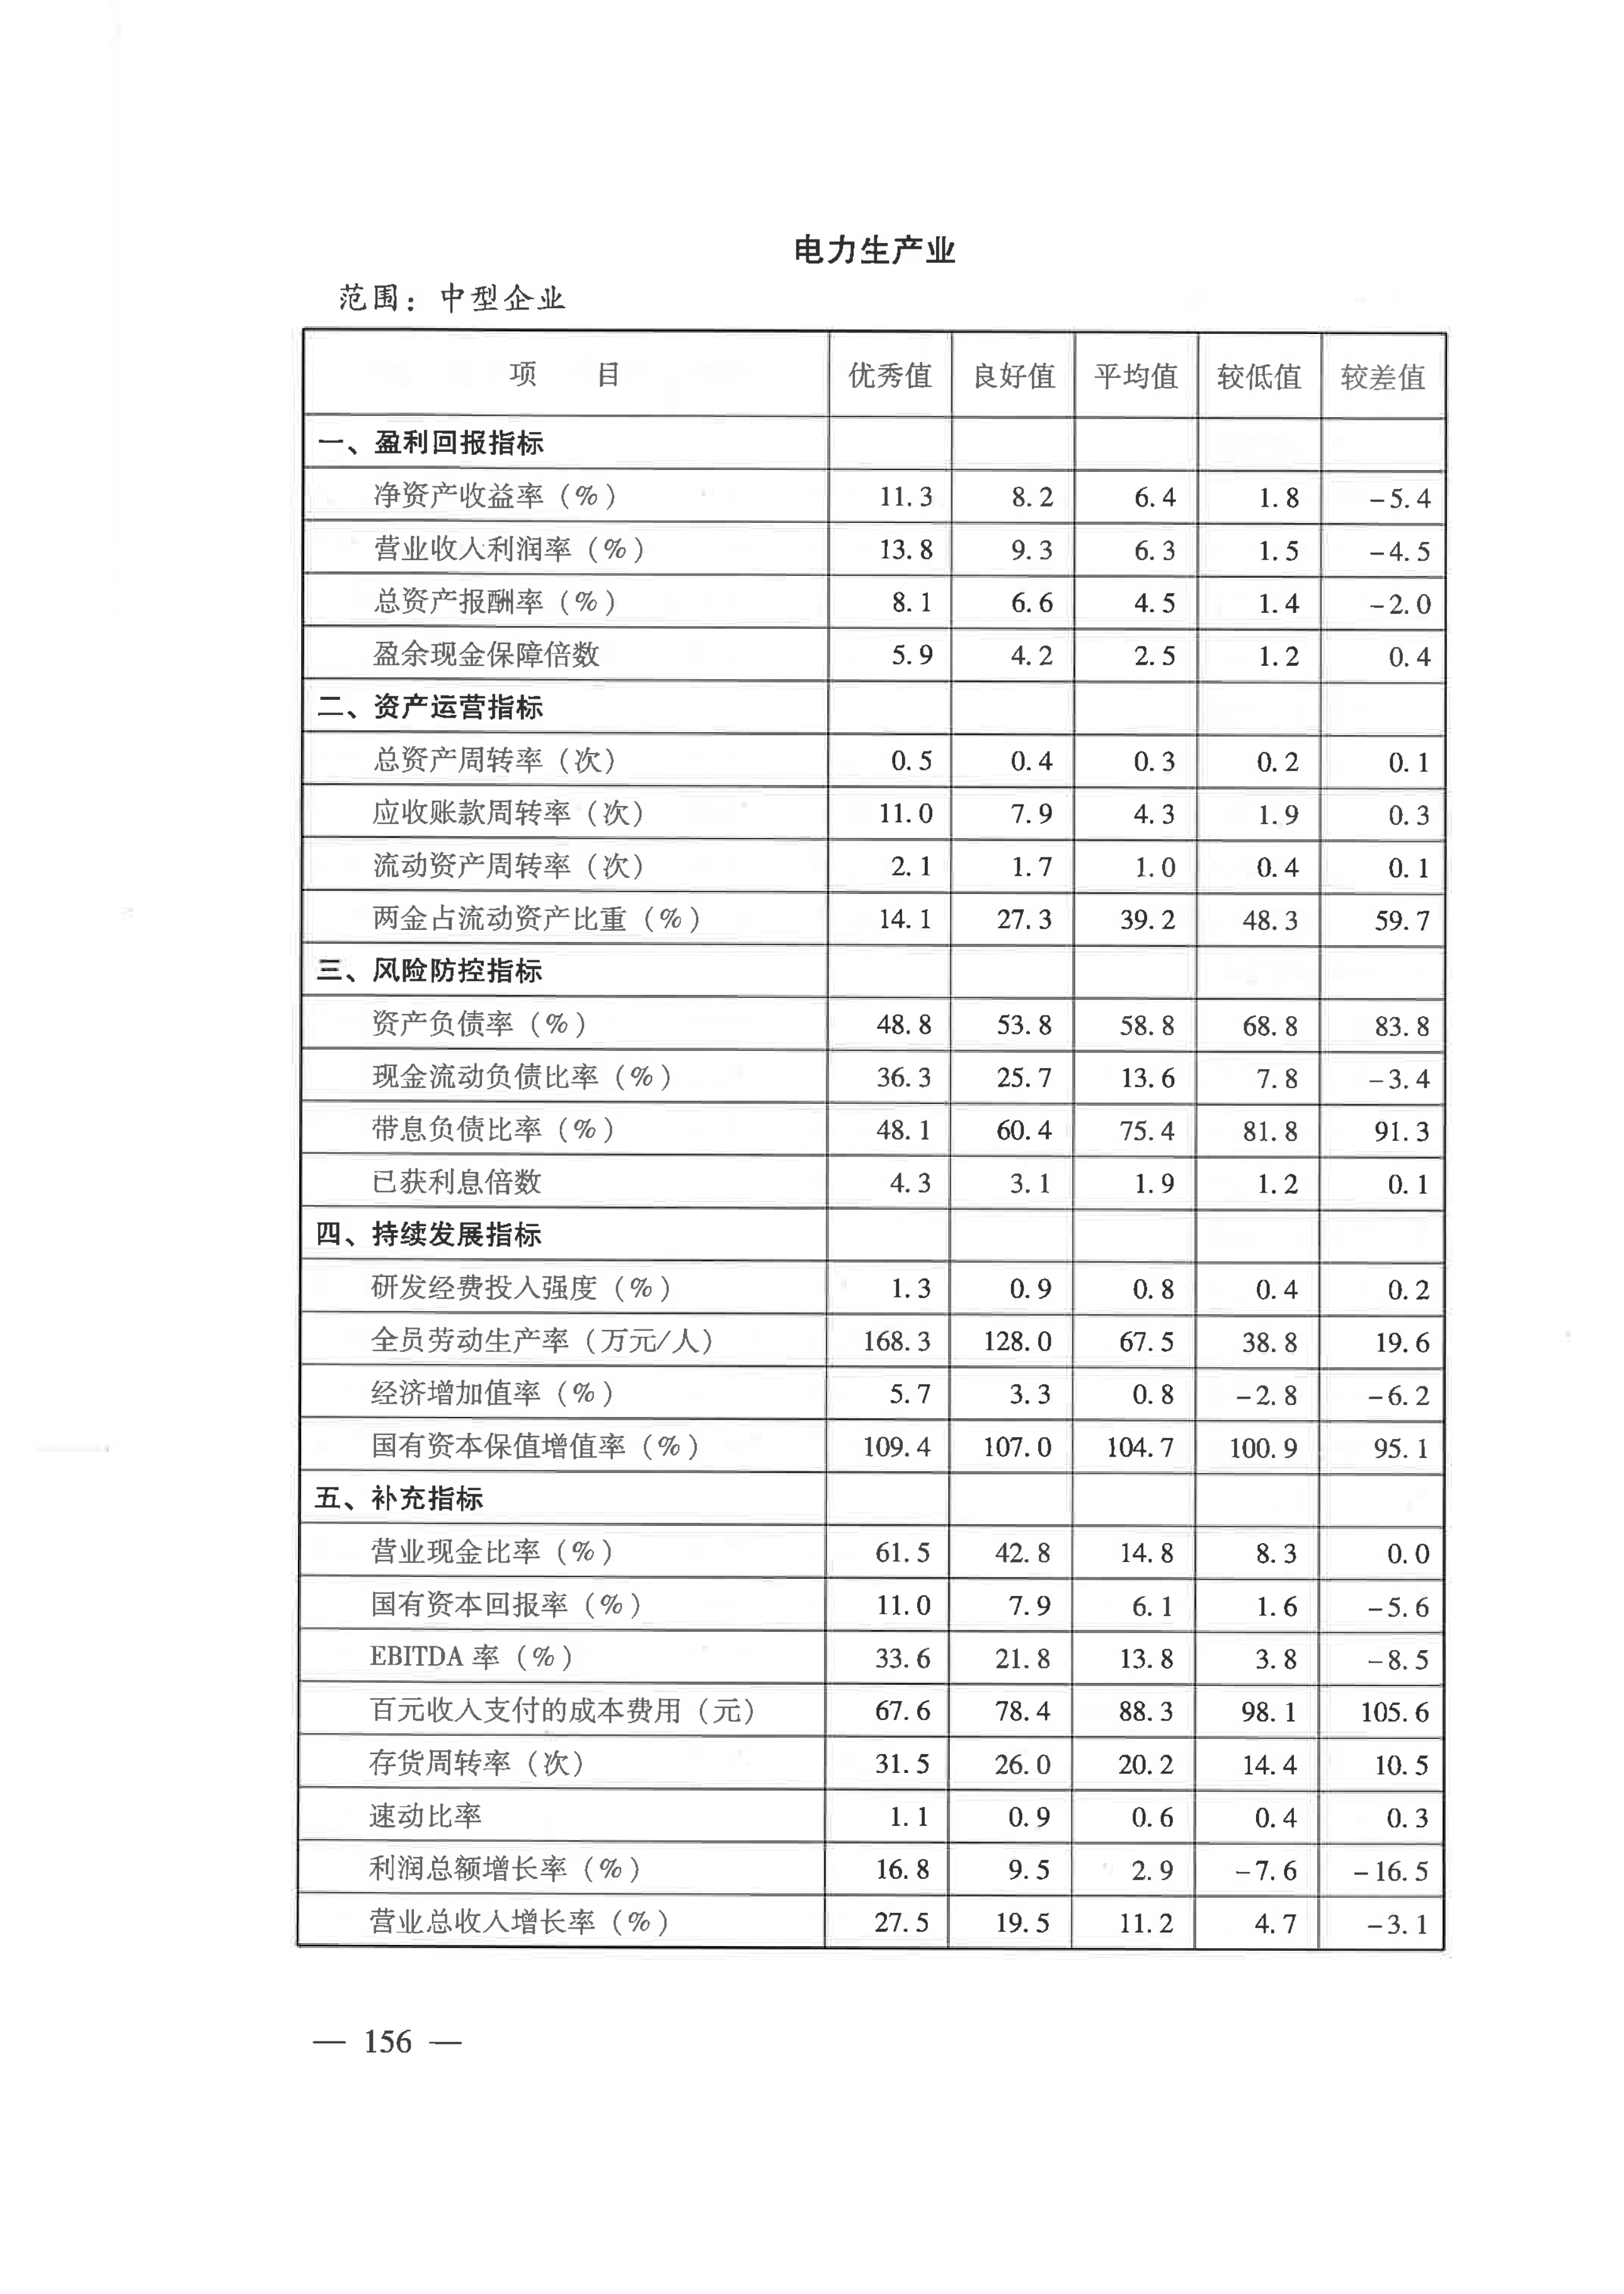 电力生产业
范围：中型企业
项 目 优秀值 良好值 平均值 较低值 较差值
一、盈利回报指标
净资产收益率（%） 11.3 8.2 6.4 1.8 -5.4
营业收入利润率（%） 13.8 9.3 6.3 1.5 -4.5
总资产报酬率（%） 8.1 6.6 4.5 1.4 -2.0
盈余现金保障倍数 5.9 4.2 2.5 1.2 0.4
二、资产运营指标
总资产周转率（次） 0.5 0.4 0.3 0.2 0.1
应收账款周转率（次） 11.0 7.9 4.3 1.9 0.3
流动资产周转率（次） 2.1 1.7 1.0 0.4 0.1
两金占流动资产比重（%） 14.1 27.3 39.2 48.3 59.7
三、风险防控指标
资产负债率（%） 48.8 53.8 58.8 68.8 83.8
现金流动负债比率（%） 36.3 25.7 13.6 7.8 -3.4
带息负债比率（%） 48.1 60.4 75.4 81.8 91.3
已获利息倍数 4.3 3.1 1.9 1.2 0.1
四、持续发展指标
研发经费投入强度（%） 1.3 0.9 0.8 0.4 0.2
全员劳动生产率（万元/人） 168.3 128.0 67.5 38.8 19.6
经济增加值率（%） 5.7 3.3 0.8 -2.8 -6.2
国有资本保值增值率（%） 109.4 107.0 104.7 100.9 95.1
五、补充指标
营业现金比率（%） 61.5 42.8 14.8 8.3 0.0
国有资本回报率（%） 11.0 7.9 6.1 1.6 -5.6
EBITDA 率（%） 33.6 21.8 13.8 3.8 -8.5
百元收入支付的成本费用（元） 67.6 78.4 88.3 98.1 105.6
存货周转率（次） 31.5 26.0 20.2 14.4 10.5
速动比率 1.1 0.9 0.6 0.4 0.3
利润总额增长率（%） 16.8 9.5 2.9 -7.6 -16.5
营业总收入增长率（%） 27.5 19.5 11.2 4.7 -3.1
— 156 —